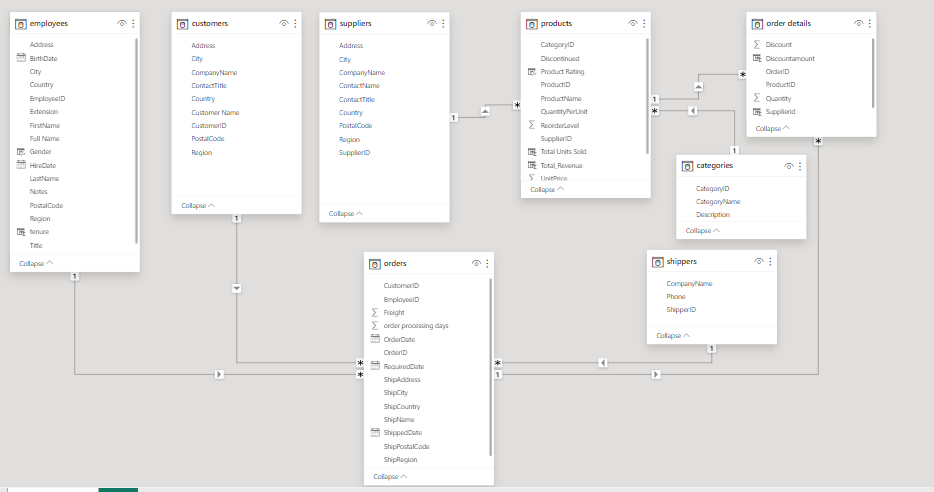 employees
Address
BirthDate
City
Country
EmployeeID
Extension
FirstName
Full Name
Gender
HireDate
LastName
Notes
PostalCode
Region
tenure
Title
Collapse
1
customers
Address
City
CompanyName
ContactTitle
Country
Customer Name
CustomerID
PostalCode
Region
Collapse
1
suppliers
Address
City
CompanyName
ContactName
ContactTitle
Country
PostalCode
Region
SupplierID
Collapse
1
*
products
CategoryID
Discontinued
Product Rating
ProductID
ProductName
QuantityPerUnit
ReorderLevel
SupplierID
Total Units Sold
Total_Revenue
UnitPrice
Collapse
1
*
*
order details
Discount
Discountamount
OrderID
ProductID
Quantity
SupplierId
Collapse
*
1
categories
CategoryID
CategoryName
Description
Collapse
shippers
CompanyName
Phone
ShipperID
Collapse
1
orders
CustomerID
EmployeeID
Freight
order processing days
OrderDate
OrderID
RequiredDate
ShipAddress
ShipCity
ShipCountry
ShipName
ShippedDate
ShipPostalCode
ShipRegion
Collapse
*
*
*
1